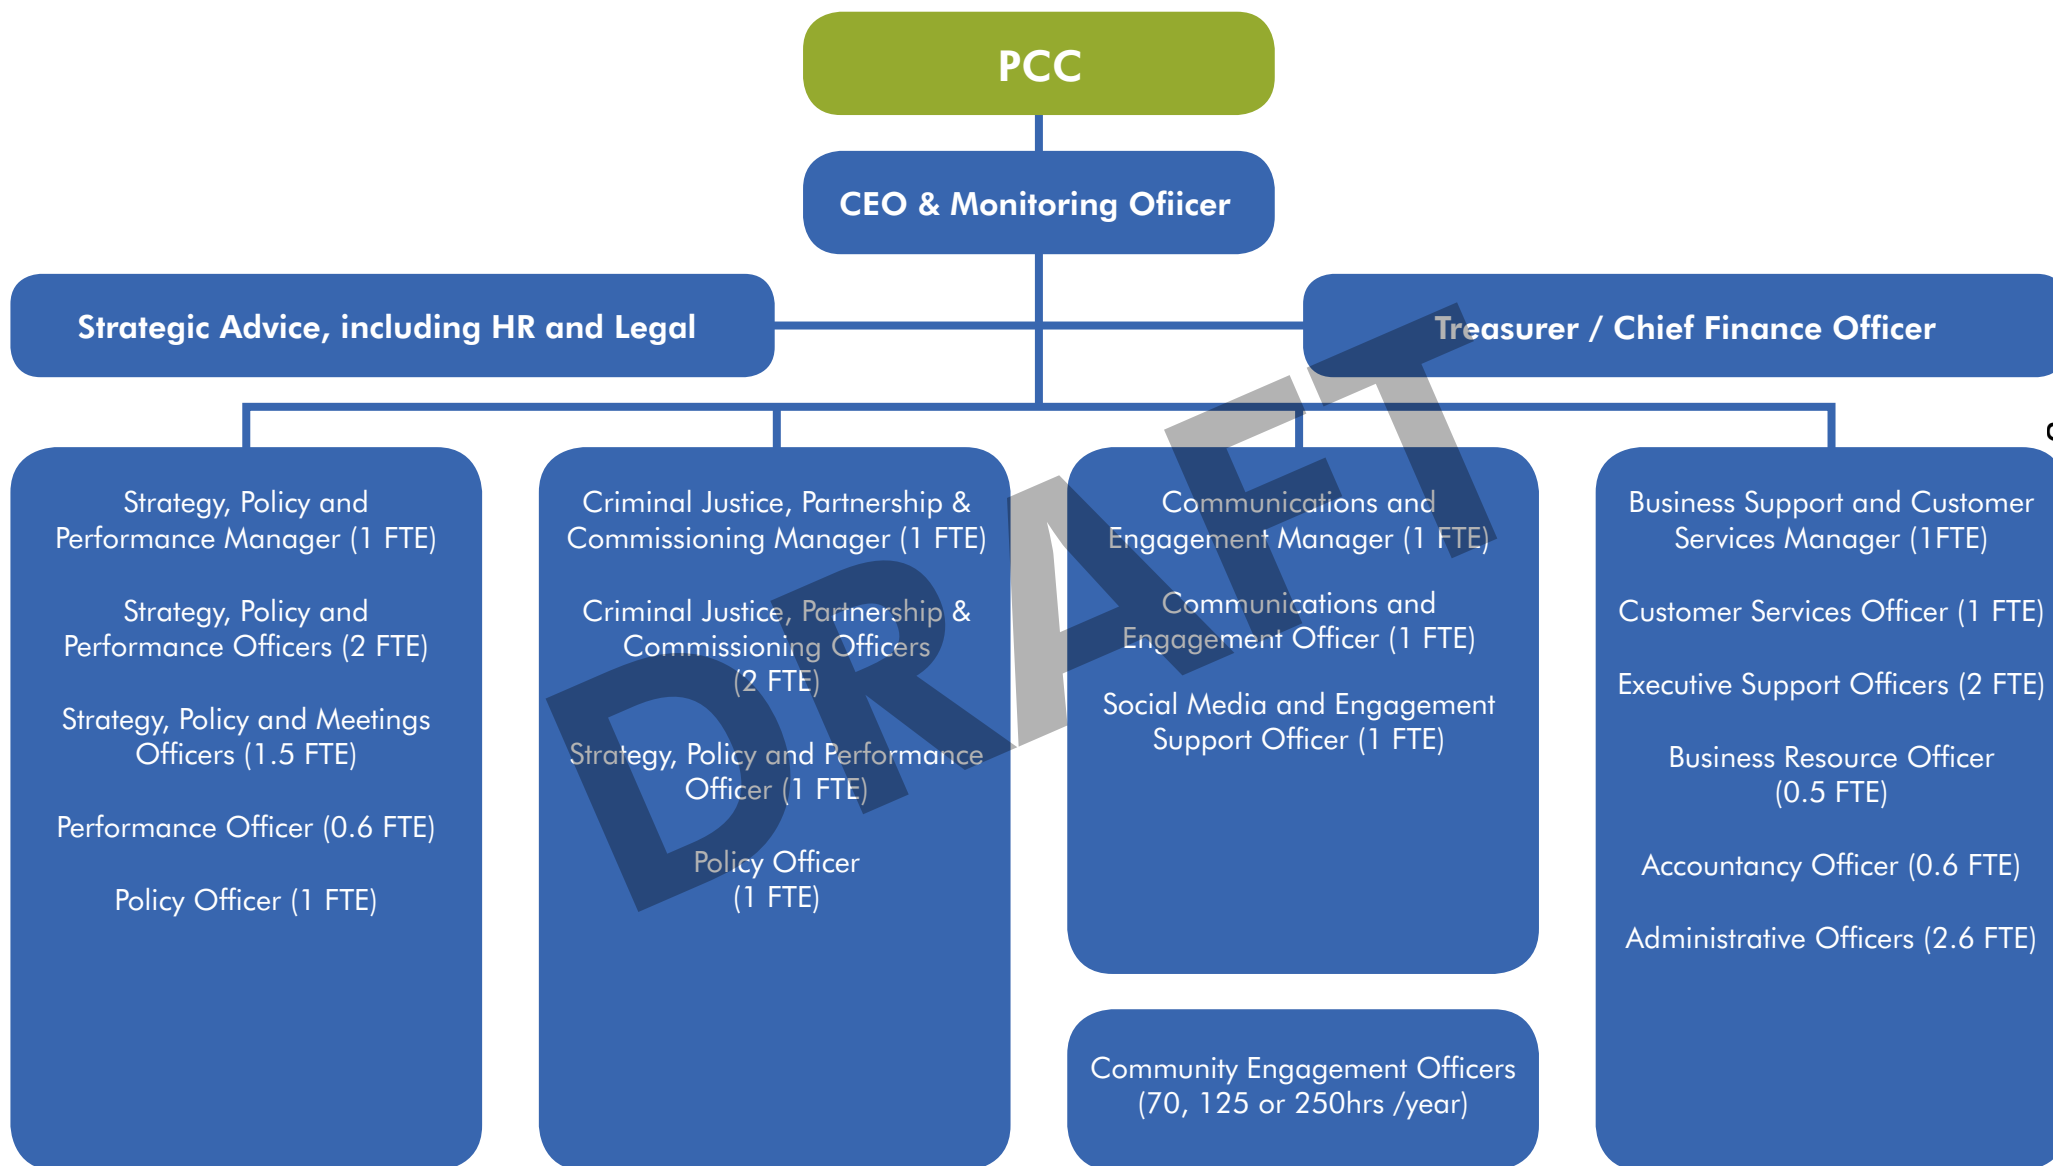 PCC
CEO & Monitoring Ofiicer
Strategic Advice, including HR and Legal
Treasurer / Chief Finance Officer
Strategy, Policy and
Performance Manager (1 FTE)
Strategy, Policy and
Performance Officers (2 FTE)
Strategy, Policy and Meetings
Officers (1.5 FTE)
Performance Officer (0.6 FTE)
Policy Officer (1 FTE)
Criminal Justice, Partnership &
Commissioning Manager (1 FTE)
Criminal Justice, Partnership &
Commissioning Officers
(2 FTE)
Strategy, Policy and Performance
Officer (1 FTE)
Policy Officer
(1 FTE)
Communications and
Engagement Manager (1 FTE)
Communications and
Engagement Officer (1 FTE)
Social Media and Engagement
Support Officer (1 FTE)
Community Engagement Officers
(70, 125 or 250hrs /year)
Business Support and Customer
Services Manager (1FTE)
Customer Services Officer (1 FTE)
Executive Support Officers (2 FTE)
Business Resource Officer
(0.5 FTE)
Accountancy Officer (0.6 FTE)
Administrative Officers (2.6 FTE)
DRAFT